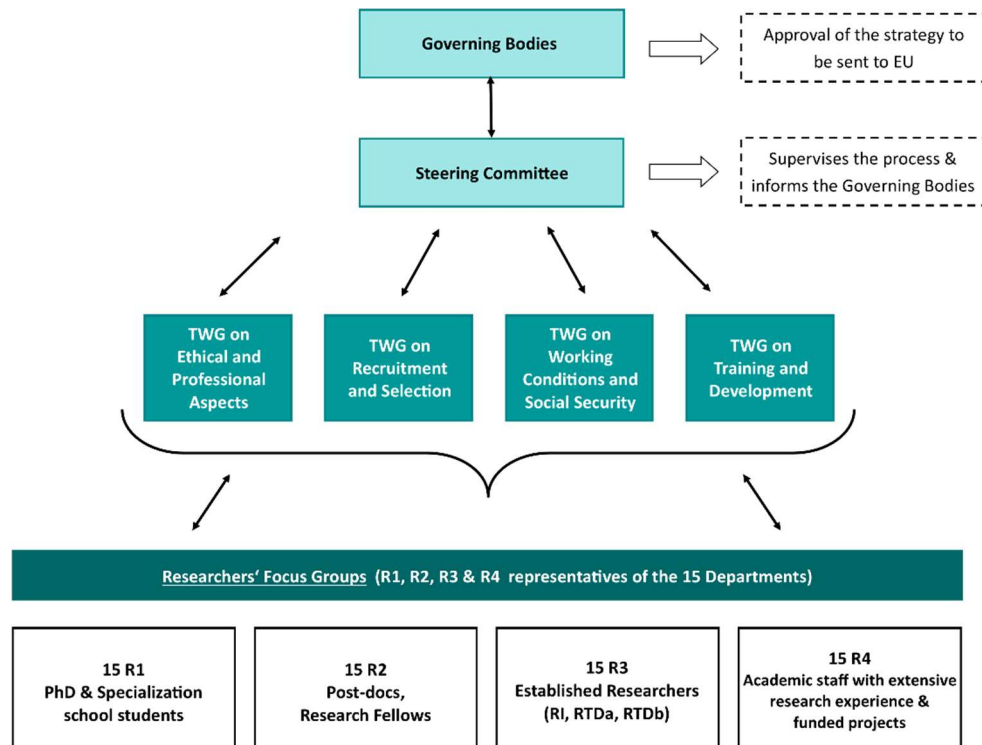 Governing Bodies
Approval of the strategy to
be sent to EU
Steering Committee
Supervises the process &
informs the Governing Bodies
TWG on
Ethical and
Professional
Aspects
TWG on
Recruitment
and Selection
TWG on
Working
Conditions and
Social Security
TWG on
Training and
Development
Researchers‘ Focus Groups (R1, R2, R3 & R4 representatives of the 15 Departments)
15 R1
PhD & Specialization
school students
15 R2
Post-docs,
Research Fellows
15 R3
Established Researchers
(RI, RTDa, RTDb)
15 R4
Academic staff with extensive
research experience &
funded projects